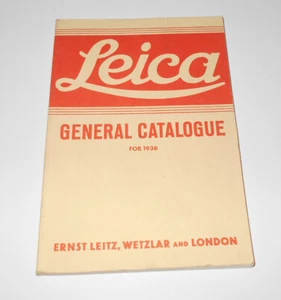 Leica
GENERAL CATALOGUE
FOR 1936
ERNST LEITZ, WETZLAR AND LONDON